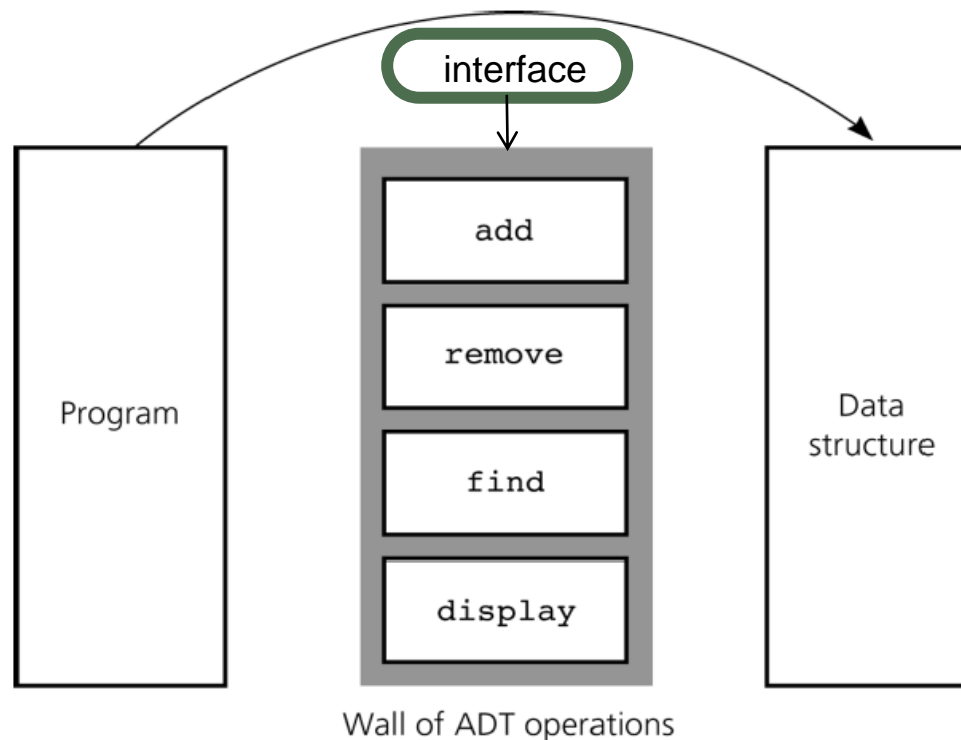 interface
add
remove
find
display
Program
Data
structure
Wall of ADT operations